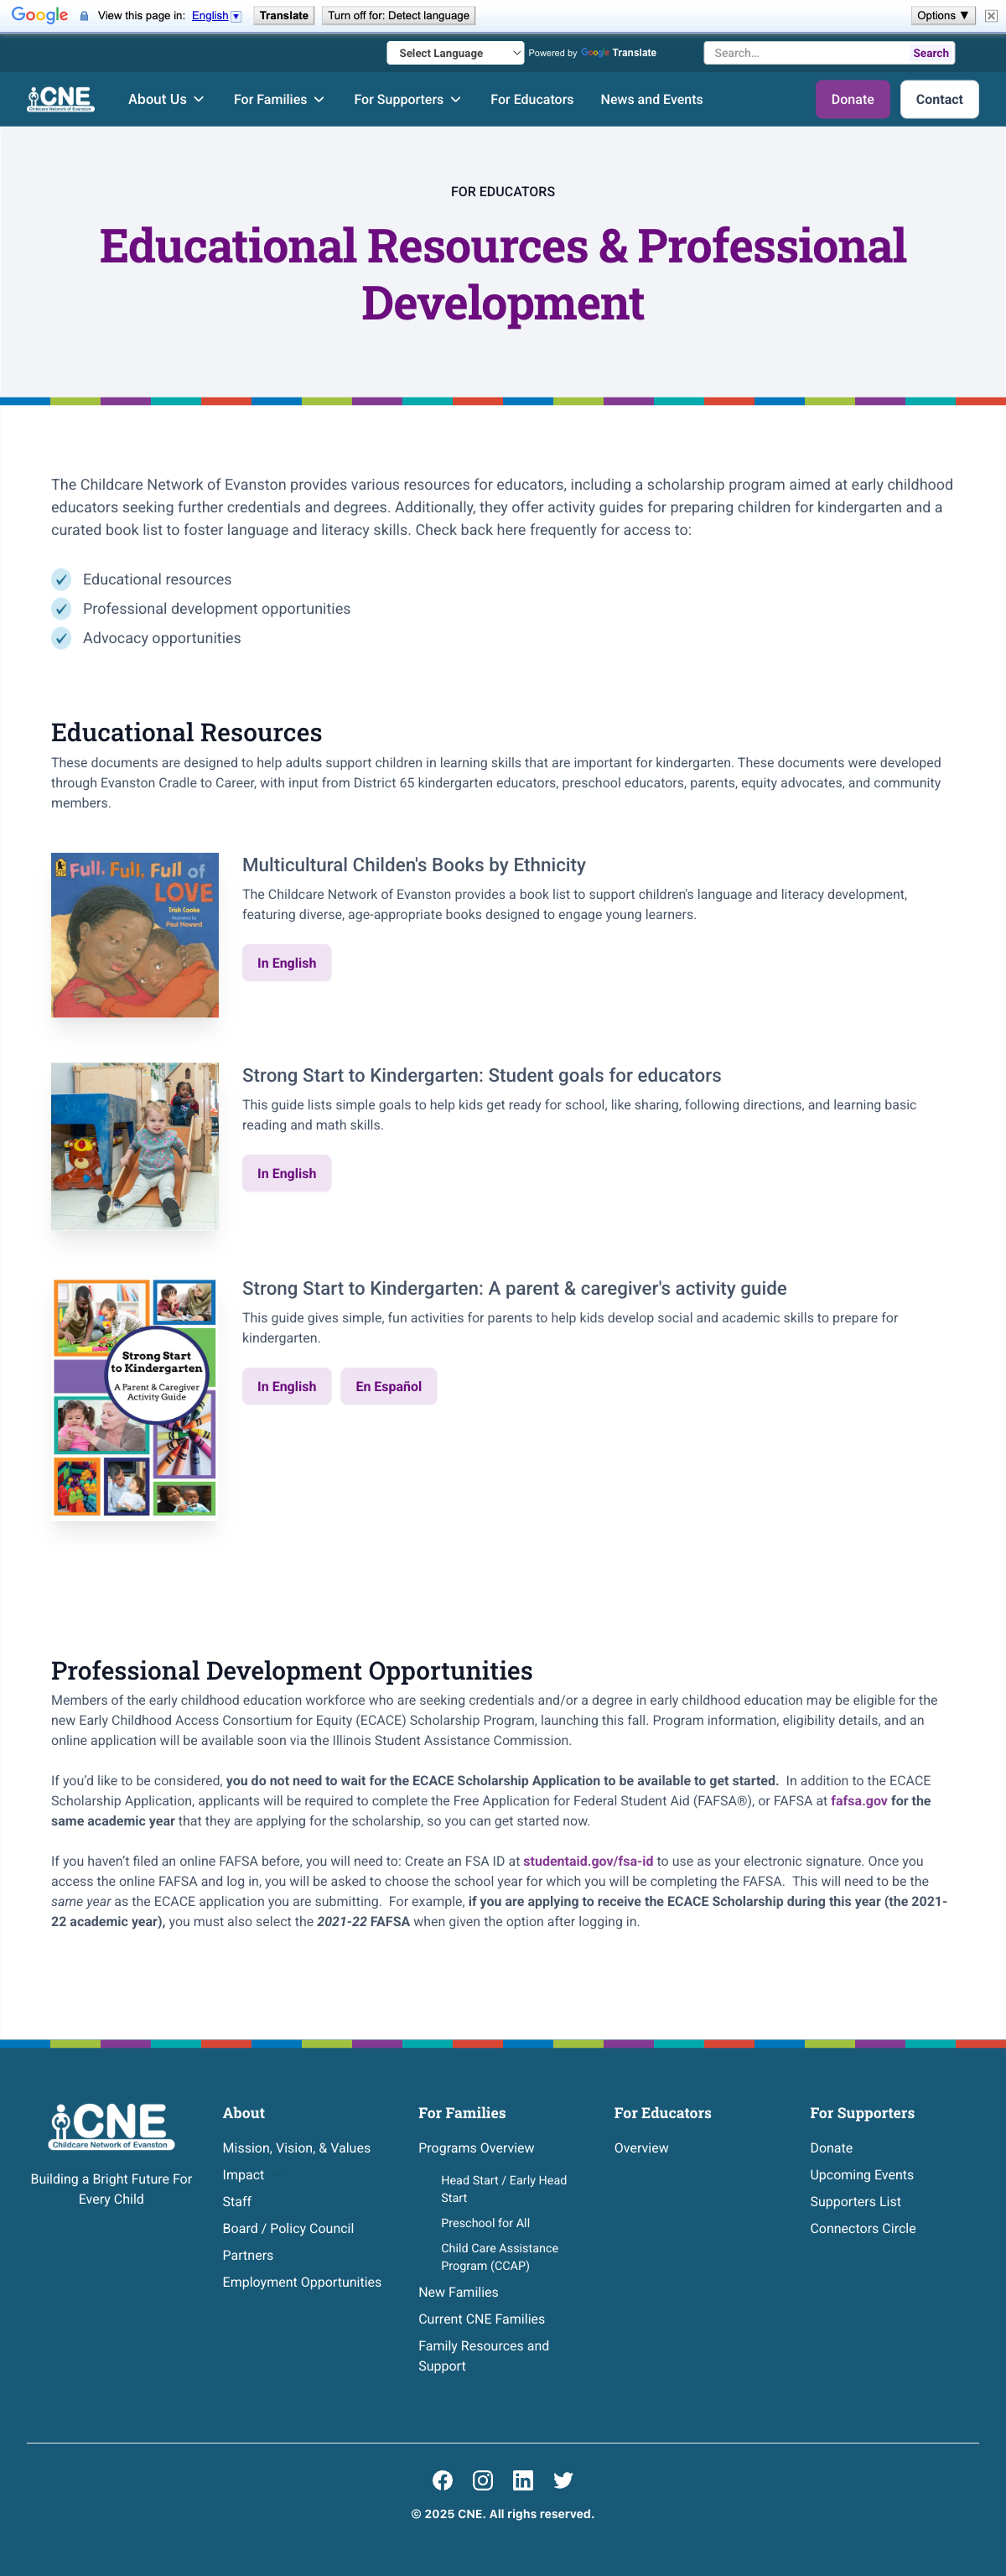 Google View this page in: English Translate Turn off for: Detect language Options ▼
Select Language Powered by Google Translate Search... Search
CNE
Childcare Network of Evanston
About Us For Families For Supporters For Educators News and Events Donate Contact
FOR EDUCATORS
Educational Resources & Professional
Development
The Childcare Network of Evanston provides various resources for educators, including a scholarship program aimed at early childhood
educators seeking further credentials and degrees. Additionally, they offer activity guides for preparing children for kindergarten and a
curated book list to foster language and literacy skills. Check back here frequently for access to:
Educational resources
Professional development opportunities
Advocacy opportunities
Educational Resources
These documents are designed to help adults support children in learning skills that are important for kindergarten. These documents were developed
through Evanston Cradle to Career, with input from District 65 kindergarten educators, preschool educators, parents, equity advocates, and community
members.
Full, Full, Full of
LOVE
Trish Cooke
Illustrated by
Paul Howard
Multicultural Childen's Books by Ethnicity
The Childcare Network of Evanston provides a book list to support children's language and literacy development,
featuring diverse, age-appropriate books designed to engage young learners.
In English
Strong Start to Kindergarten: Student goals for educators
This guide lists simple goals to help kids get ready for school, like sharing, following directions, and learning basic
reading and math skills.
In English
Strong Start
to Kindergarten
A Parent & Caregiver
Activity Guide
Strong Start to Kindergarten: A parent & caregiver's activity guide
This guide gives simple, fun activities for parents to help kids develop social and academic skills to prepare for
kindergarten.
In English En Español
Professional Development Opportunities
Members of the early childhood education workforce who are seeking credentials and/or a degree in early childhood education may be eligible for the
new Early Childhood Access Consortium for Equity (ECACE) Scholarship Program, launching this fall. Program information, eligibility details, and an
online application will be available soon via the Illinois Student Assistance Commission.
If you’d like to be considered, you do not need to wait for the ECACE Scholarship Application to be available to get started. In addition to the ECACE
Scholarship Application, applicants will be required to complete the Free Application for Federal Student Aid (FAFSA®), or FAFSA at fafsa.gov for the
same academic year that they are applying for the scholarship, so you can get started now.
If you haven’t filed an online FAFSA before, you will need to: Create an FSA ID at studentaid.gov/fsa-id to use as your electronic signature. Once you
access the online FAFSA and log in, you will be asked to choose the school year for which you will be completing the FAFSA. This will need to be the
same year as the ECACE application you are submitting. For example, if you are applying to receive the ECACE Scholarship during this year (the 2021-
22 academic year), you must also select the 2021-22 FAFSA when given the option after logging in.
CNE
Childcare Network of Evanston
Building a Bright Future For
Every Child
About
Mission, Vision, & Values
Impact
Staff
Board / Policy Council
Partners
Employment Opportunities
For Families
Programs Overview
Head Start / Early Head
Start
Preschool for All
Child Care Assistance
Program (CCAP)
New Families
Current CNE Families
Family Resources and
Support
For Educators
Overview
For Supporters
Donate
Upcoming Events
Supporters List
Connectors Circle
© 2025 CNE. All righs reserved.